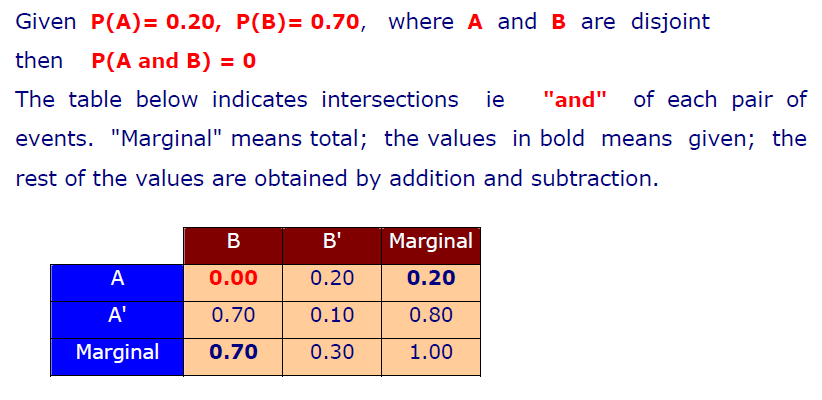 Given P(A)= 0.20, P(B)= 0.70, where A and B are disjoint
then P(A and B) = 0
The table below indicates intersections ie "and" of each pair of
events. "Marginal" means total; the values in bold means given; the
rest of the values are obtained by addition and subtraction.
B B' Marginal
A 0.00 0.20 0.20
A' 0.70 0.10 0.80
Marginal 0.70 0.30 1.00